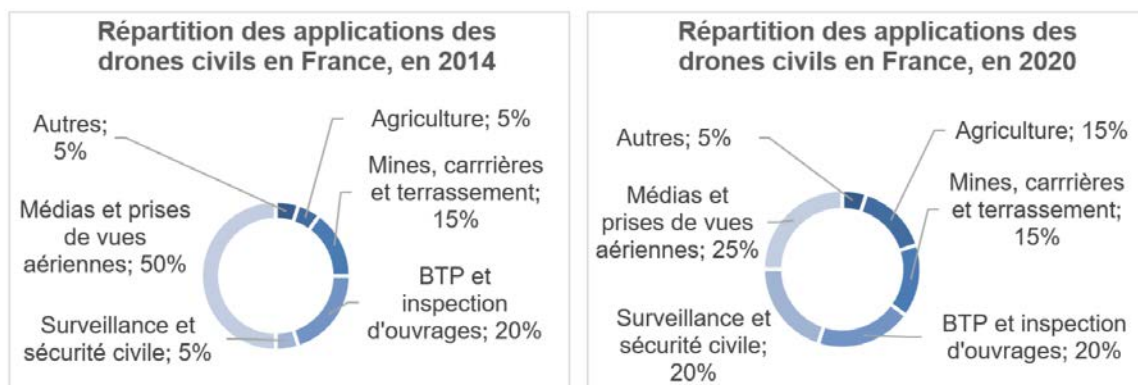 Répartition des applications des
drones civils en France, en 2014
Autres;
5%
Agriculture; 5%
Mines, carrrières
et terrassement;
15%
Médias et prises
de vues
aériennes; 50%
BTP et
inspection
d'ouvrages; 20%
Surveillance et
sécurité civile; 5%
Répartition des applications des
drones civils en France, en 2020
Autres; 5%
Agriculture; 15%
Mines, carrrières
et terrassement;
15%
Médias et
prises de vues
aériennes; 25%
Surveillance et
sécurité civile;
20%
BTP et inspection
d'ouvrages; 20%